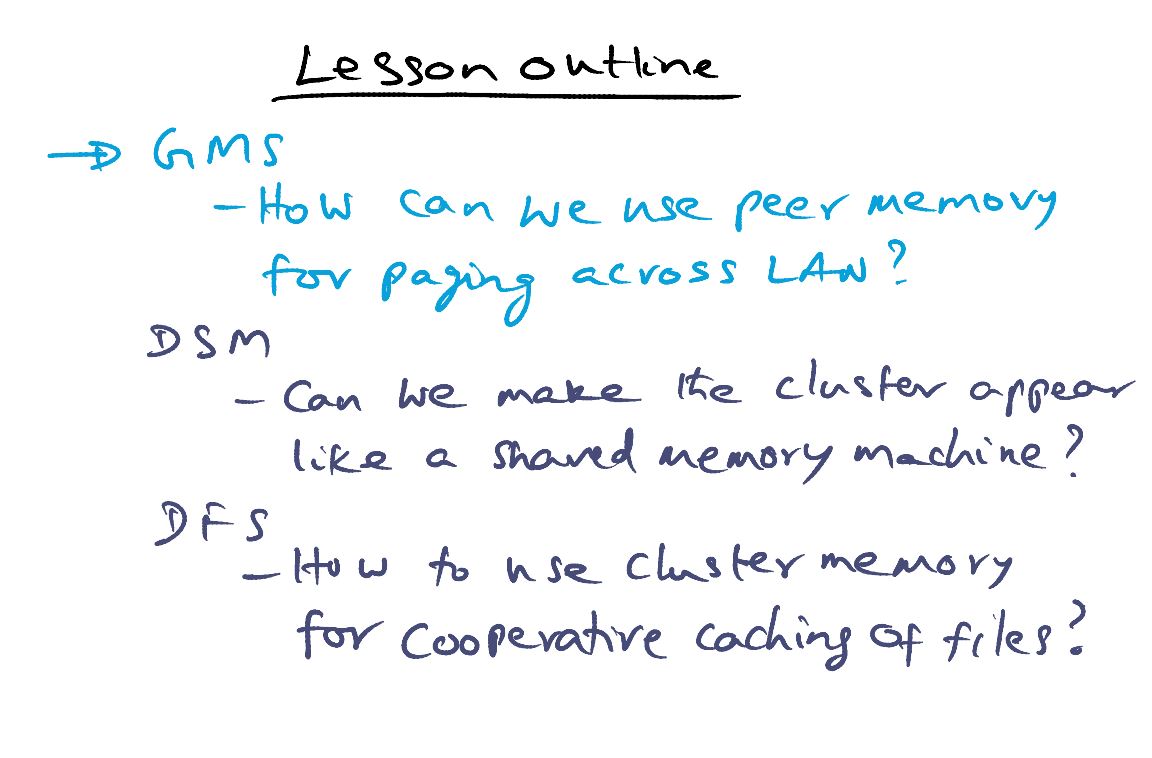 Lesson outline
→ GMS
- How can we use peer memory
for paging across LAN?
DSM
- Can we make the cluster appear
like a shared memory machine?
DFS
- How to use cluster memory
for cooperative caching of files?